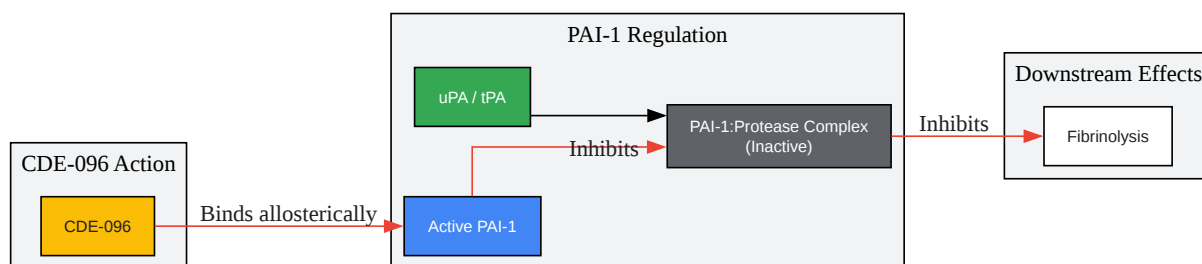 PAI-1 Regulation
uPA / tPA
PAI-1:Protease Complex
(Inactive)
Inhibits
Active PAI-1
Inhibits
Downstream Effects
Fibrinolysis
CDE-096 Action
CDE-096
Binds allosterically